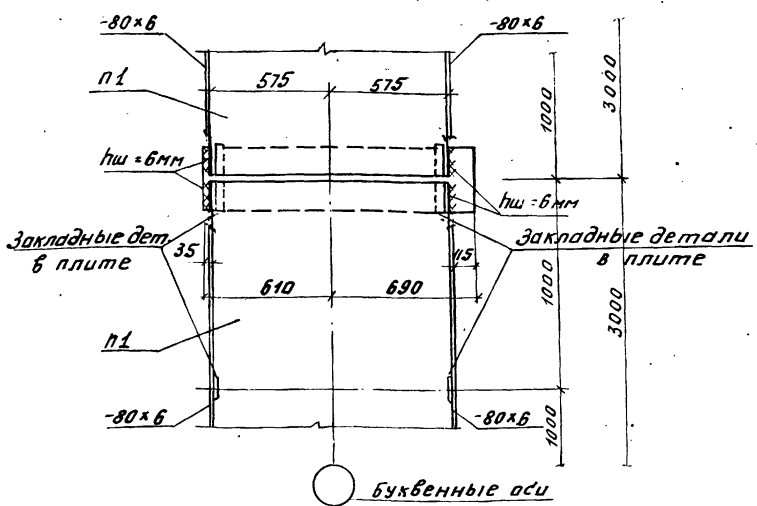 -80×6
-80×6
п1
575
575
1000
3000
hш=6мм
hш=6мм
Закладные дет
в плите
35
Закладные детали
в плите
115
610
690
1000
3000
п1
-80×6
-80×6
1000
Буквенные оси